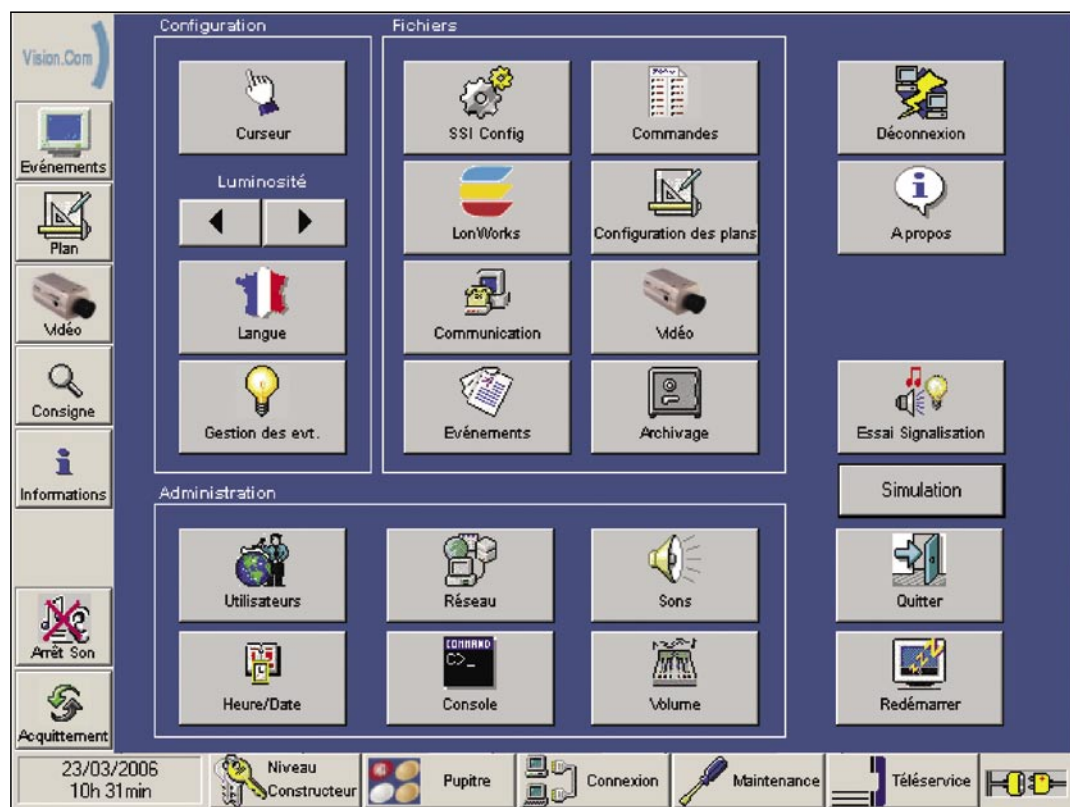 Vision.Com
Evénements
Plan
Vidéo
Consigne
Informations
Arrêt Son
Acquittement
Configuration
Curseur
Luminosité
Langue
Gestion des evt.
Fichiers
SSI Config
Commandes
LonWorks
Configuration des plans
Communication
Vidéo
Evénements
Archivage
Administration
Utilisateurs
Réseau
Sons
Heure/Date
COMMAND
C>_
Console
Volume
Déconnexion
A propos
Essai Signalisation
Simulation
Quitter
Redémarrer
23/03/2006
10h 31min
Niveau
Constructeur
Pupitre
Connexion
Maintenance
Téléservice